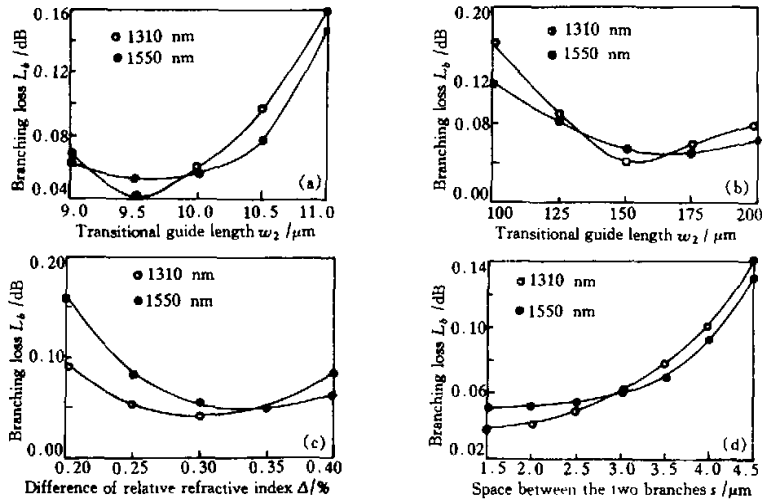 0.16
0.12
0.08
0.04
Branching loss L_b /dB
1310 nm
1550 nm
(a)
9.0 9.5 10.0 10.5 11.0
Transitional guide length w₂ /μm
0.20
0.12
0.08
0.00
Branching loss L_b /dB
1310 nm
1550 nm
(b)
100 125 150 175 200
Transitional guide length w₂ / μm
0.20
0.10
0.00
Branching loss L_b /dB
1310 nm
1550 nm
(c)
0.20 0.25 0.30 0.35 0.40
Difference of relative refractive index Δ/%
0.14
0.10
0.06
0.02
Branching loss L_b /dB
1310 nm
1550 nm
(d)
1.5 2.0 2.5 3.0 3.5 4.0 4.5
Space between the two branches s/μm